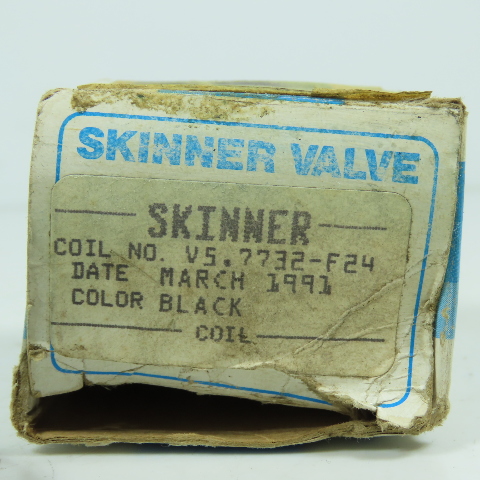 SKINNER VALVE
SKINNER
COIL NO. V5.7732-F24
DATE MARCH 1991
COLOR BLACK
COIL